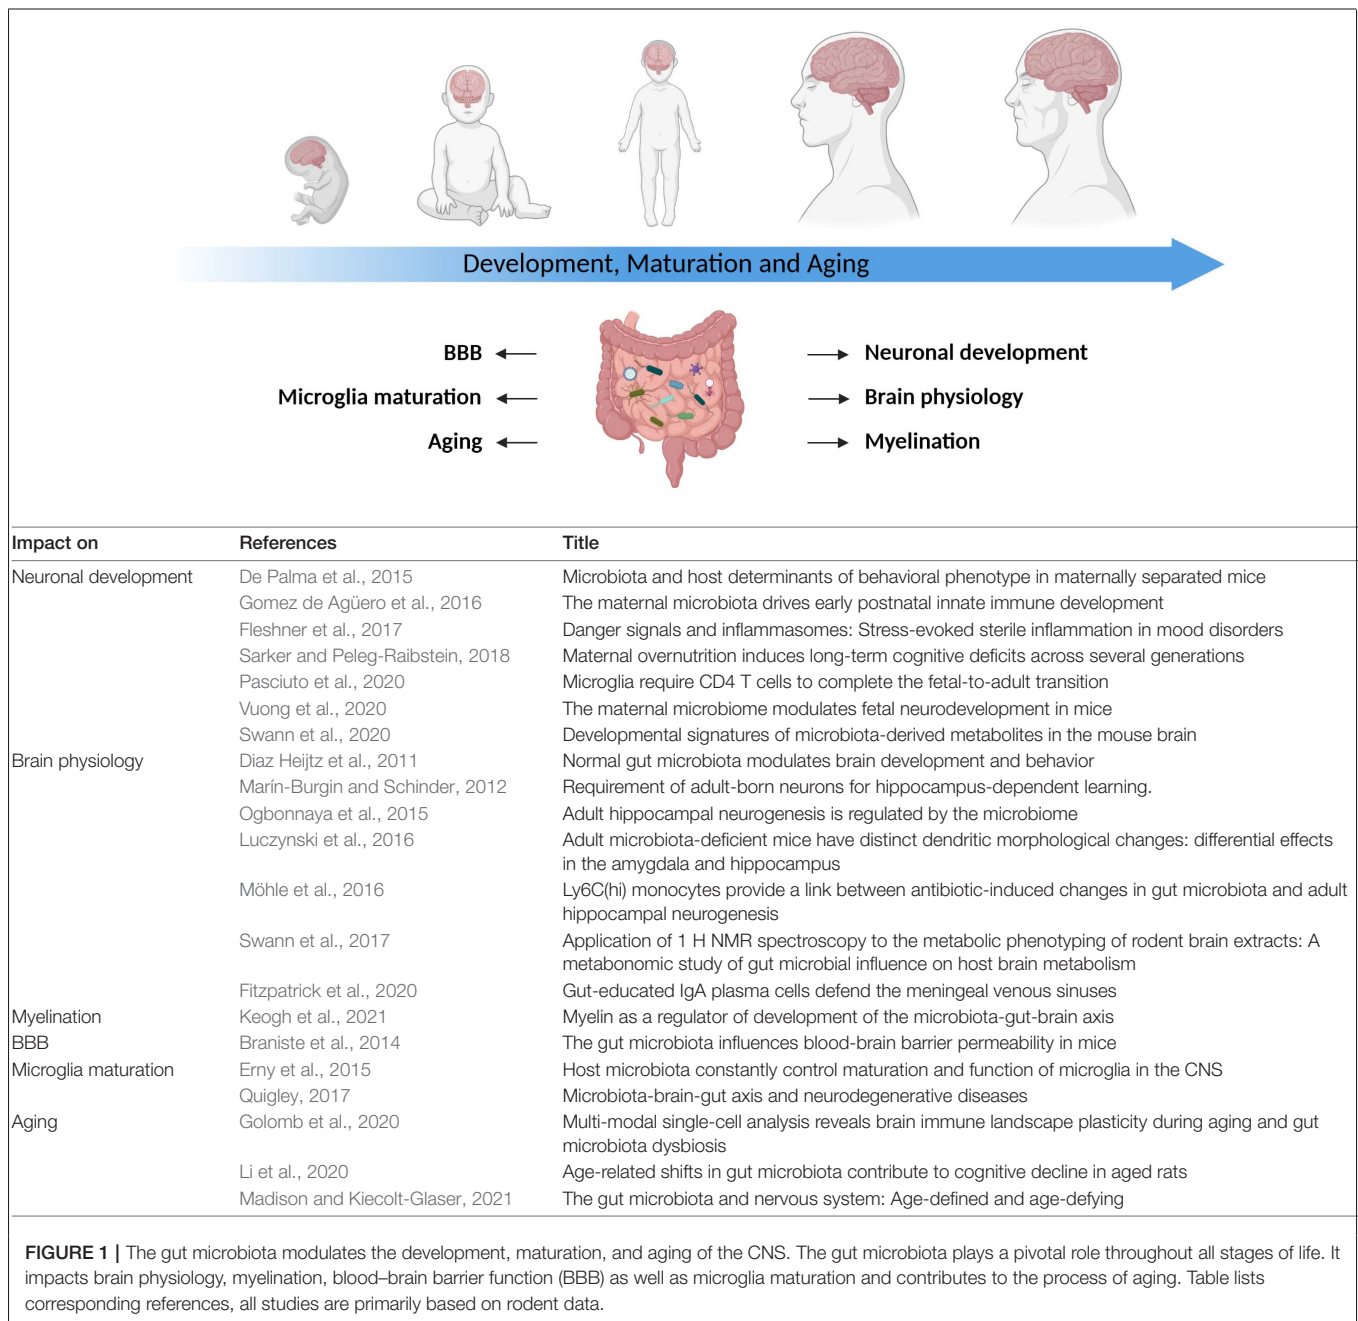 Development, Maturation and Aging
BBB
Neuronal development
Microglia maturation
Brain physiology
Aging
Myelination
Impact on References Title
Neuronal development De Palma et al., 2015 Microbiota and host determinants of behavioral phenotype in maternally separated mice
Gomez de Agüero et al., 2016 The maternal microbiota drives early postnatal innate immune development
Fleshner et al., 2017 Danger signals and inflammasomes: Stress-evoked sterile inflammation in mood disorders
Sarker and Peleg-Raibstein, 2018 Maternal overnutrition induces long-term cognitive deficits across several generations
Pasciuto et al., 2020 Microglia require CD4 T cells to complete the fetal-to-adult transition
Vuong et al., 2020 The maternal microbiome modulates fetal neurodevelopment in mice
Swann et al., 2020 Developmental signatures of microbiota-derived metabolites in the mouse brain
Brain physiology Diaz Heijtz et al., 2011 Normal gut microbiota modulates brain development and behavior
Marín-Burgin and Schinder, 2012 Requirement of adult-born neurons for hippocampus-dependent learning.
Ogbonnaya et al., 2015 Adult hippocampal neurogenesis is regulated by the microbiome
Luczynski et al., 2016 Adult microbiota-deficient mice have distinct dendritic morphological changes: differential effects
in the amygdala and hippocampus
Möhle et al., 2016 Ly6C(hi) monocytes provide a link between antibiotic-induced changes in gut microbiota and adult
hippocampal neurogenesis
Swann et al., 2017 Application of 1 H NMR spectroscopy to the metabolic phenotyping of rodent brain extracts: A
metabonomic study of gut microbial influence on host brain metabolism
Fitzpatrick et al., 2020 Gut-educated IgA plasma cells defend the meningeal venous sinuses
Myelination Keogh et al., 2021 Myelin as a regulator of development of the microbiota-gut-brain axis
BBB Braniste et al., 2014 The gut microbiota influences blood-brain barrier permeability in mice
Microglia maturation Erny et al., 2015 Host microbiota constantly control maturation and function of microglia in the CNS
Quigley, 2017 Microbiota-brain-gut axis and neurodegenerative diseases
Aging Golomb et al., 2020 Multi-modal single-cell analysis reveals brain immune landscape plasticity during aging and gut
microbiota dysbiosis
Li et al., 2020 Age-related shifts in gut microbiota contribute to cognitive decline in aged rats
Madison and Kiecolt-Glaser, 2021 The gut microbiota and nervous system: Age-defined and age-defying
FIGURE 1 | The gut microbiota modulates the development, maturation, and aging of the CNS. The gut microbiota plays a pivotal role throughout all stages of life. It
impacts brain physiology, myelination, blood–brain barrier function (BBB) as well as microglia maturation and contributes to the process of aging. Table lists
corresponding references, all studies are primarily based on rodent data.